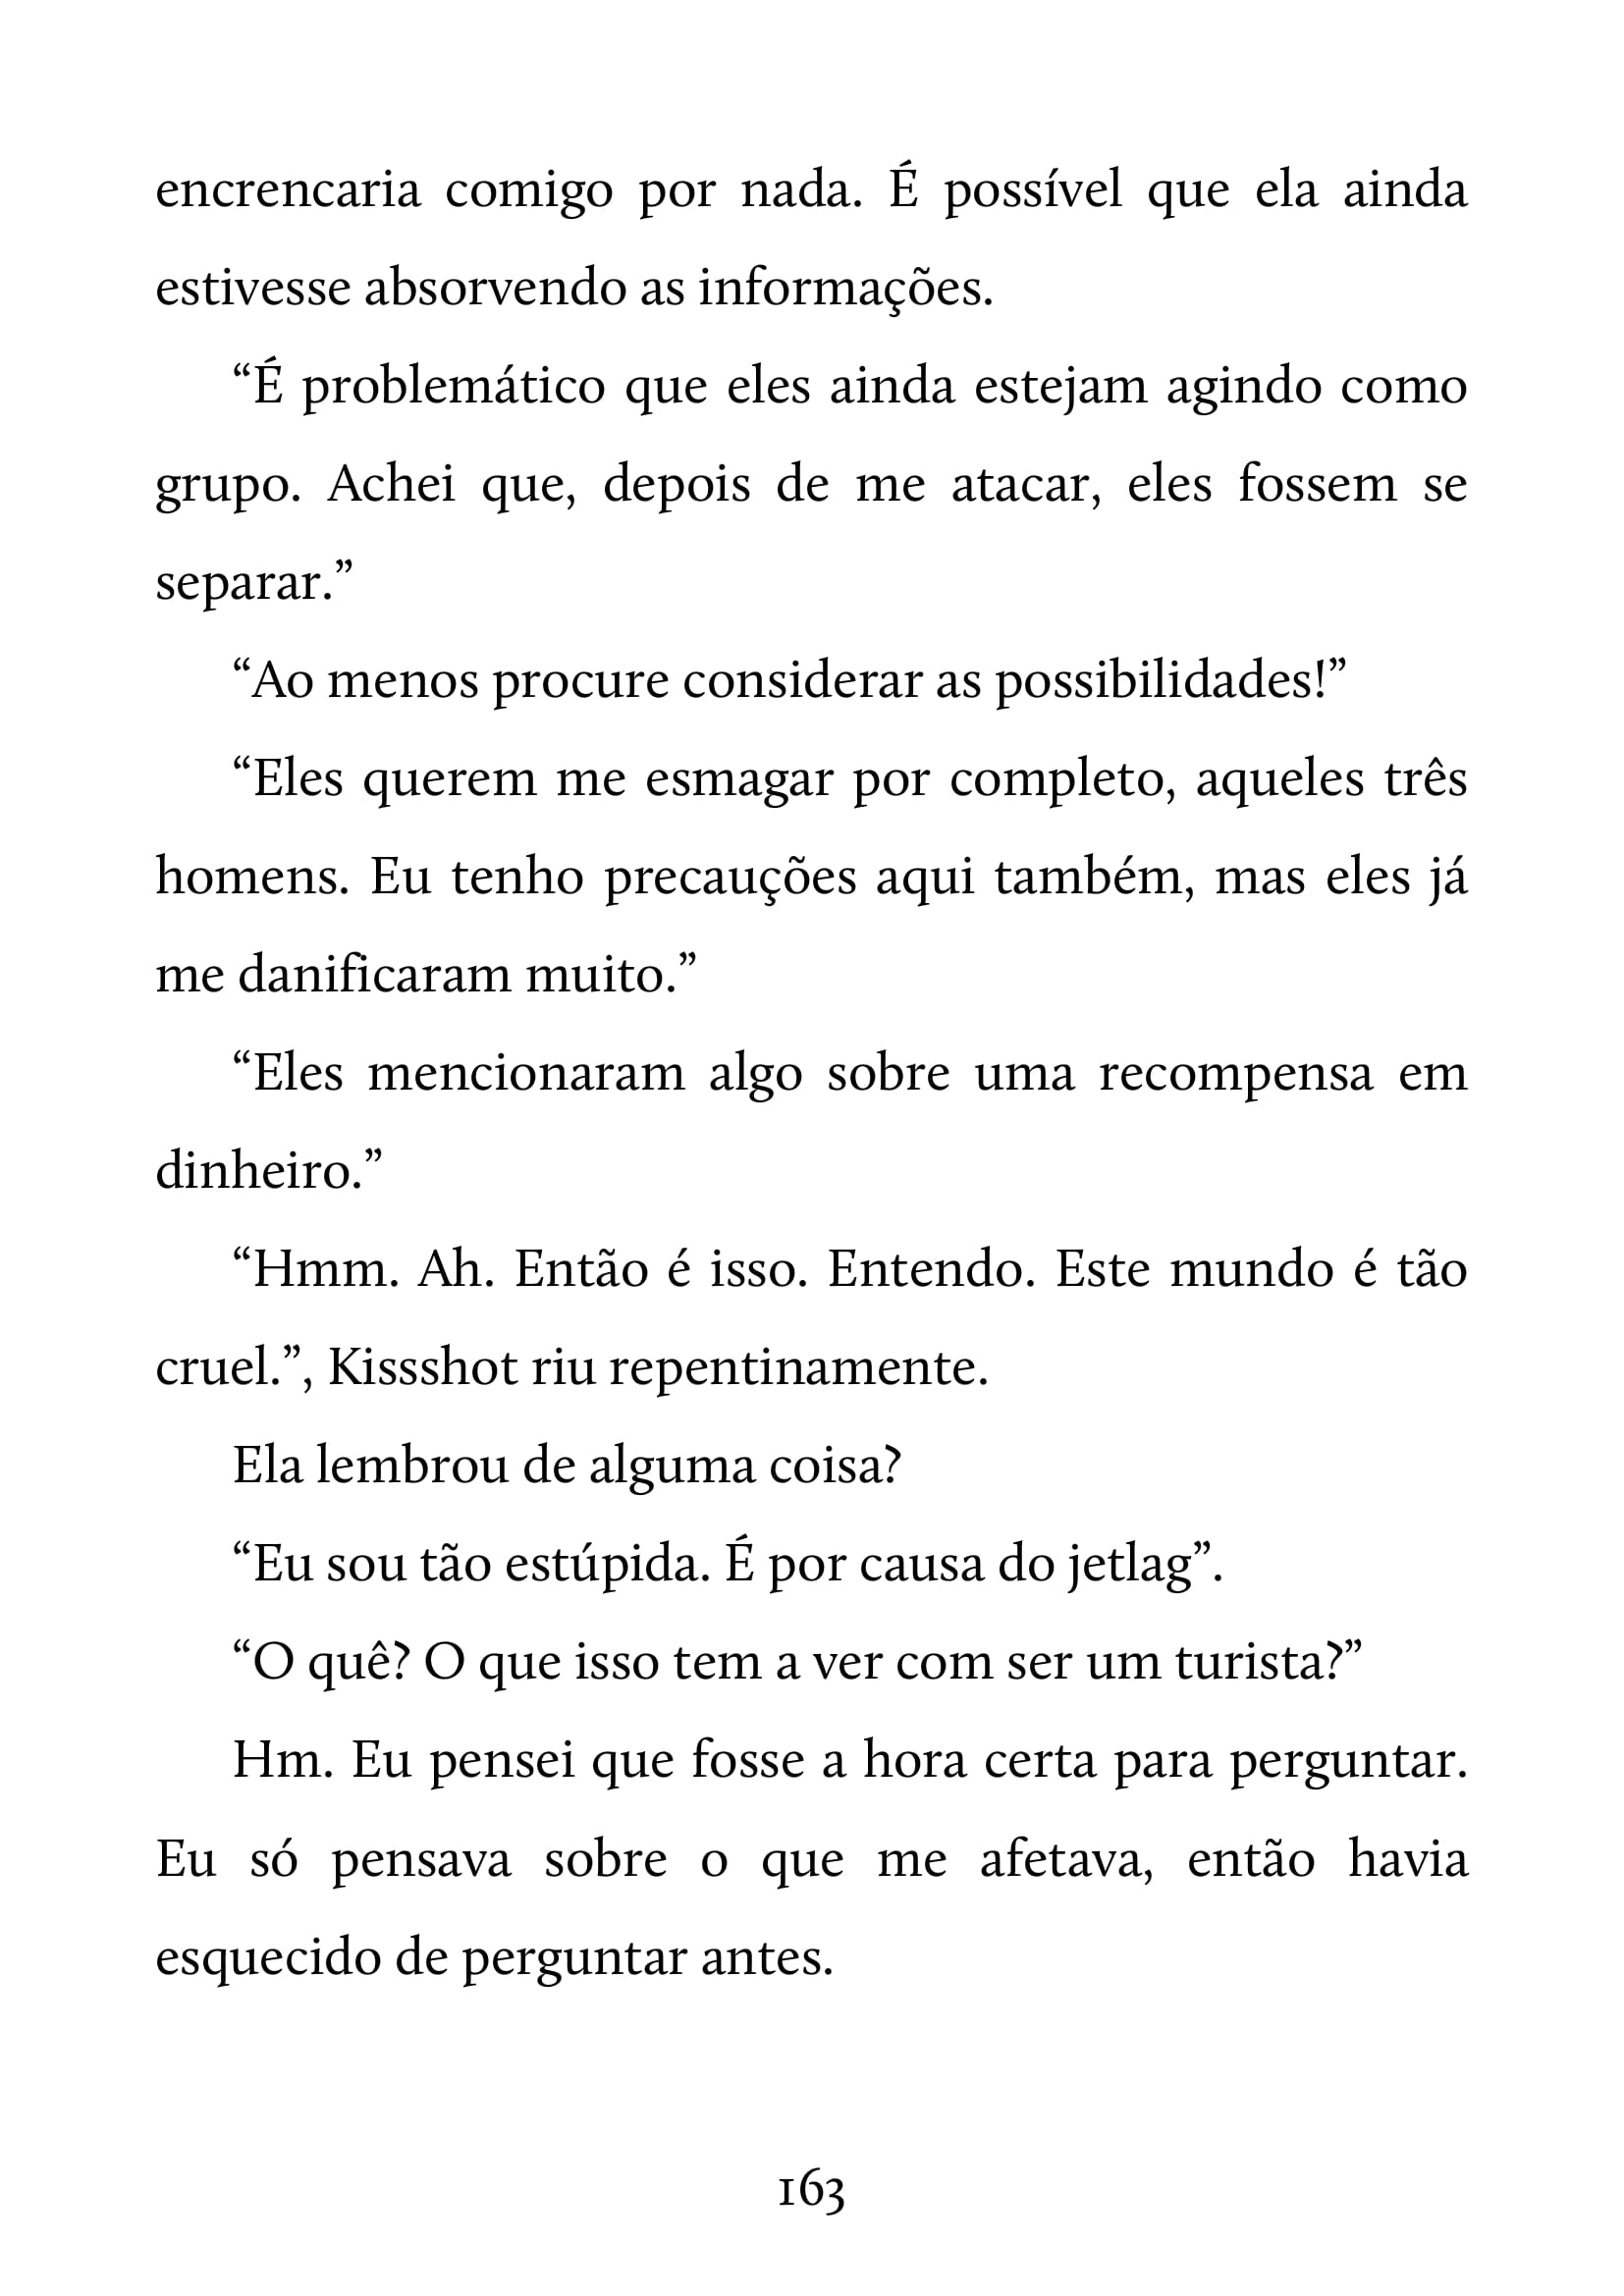 encrencaria comigo por nada. É possível que ela ainda
estivesse absorvendo as informações.
“É problemático que eles ainda estejam agindo como
grupo. Achei que, depois de me atacar, eles fossem se
separar.”
“Ao menos procure considerar as possibilidades!”
“Eles querem me esmagar por completo, aqueles três
homens. Eu tenho precauções aqui também, mas eles já
me danificaram muito.”
“Eles mencionaram algo sobre uma recompensa em
dinheiro.”
“Hmm. Ah. Então é isso. Entendo. Este mundo é tão
cruel.”, Kissshot riu repentinamente.
Ela lembrou de alguma coisa?
“Eu sou tão estúpida. É por causa do jetlag”.
“O quê? O que isso tem a ver com ser um turista?”
Hm. Eu pensei que fosse a hora certa para perguntar.
Eu só pensava sobre o que me afetava, então havia
esquecido de perguntar antes.
163